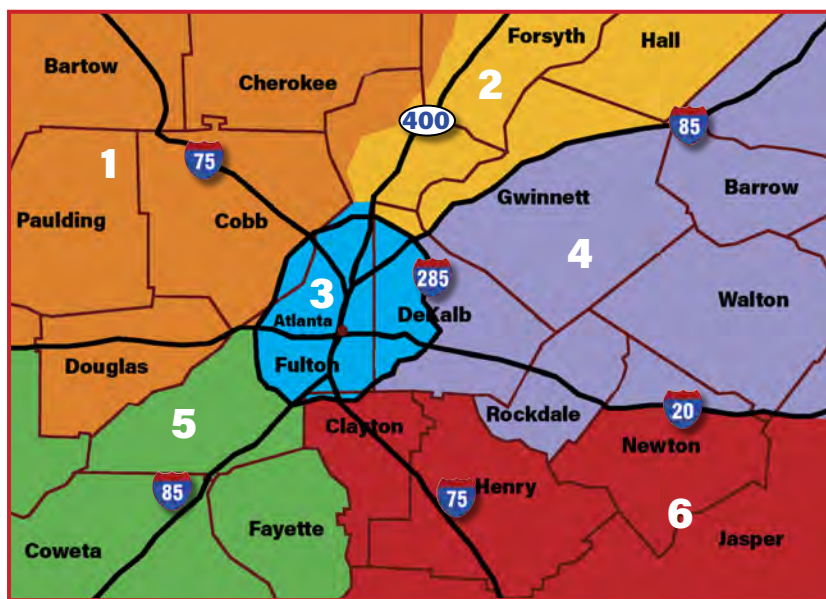 Forsyth
Hall
Bartow
Cherokee
2
400
85
1
75
Barrow
Gwinnett
Paulding
Cobb
4
285
3
Walton
Atlanta
DeKalb
Douglas
Fulton
20
Rockdale
5
Clayton
Newton
85
75
Henry
6
Fayette
Jasper
Coweta